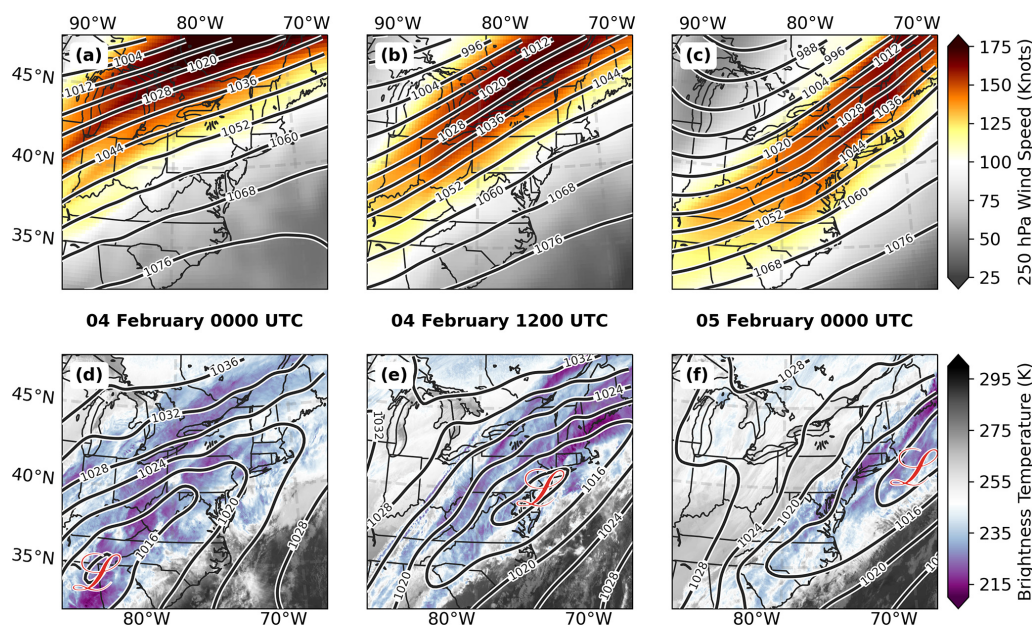 90°W 80°W 70°W 80°W 70°W 90°W 80°W 70°W
(a) (b) (c)
45°N
40°N
35°N
1004 1020 1012 1028 1036 1044 1052 1060 1068 1076
996 1012 1004 1020 1028 1036 1044 1052 1060 1068 1076
988 996 1012 1004 1028 1036 1020 1044 1052 1060 1068 1076
175
150
125
100
75
50
25
250 hPa Wind Speed (Knots)
04 February 0000 UTC 04 February 1200 UTC 05 February 0000 UTC
(d) (e) (f)
45°N
40°N
35°N
1036 1032 1028 1024 1020 1016 1028
L
1032 1024 1032 1016 1028 1024 1020 1020 1028
L
1028 1020 1024 1016 1020
L
295
275
255
235
215
Brightness Temperature (K)
80°W 70°W 80°W 70°W 80°W 70°W